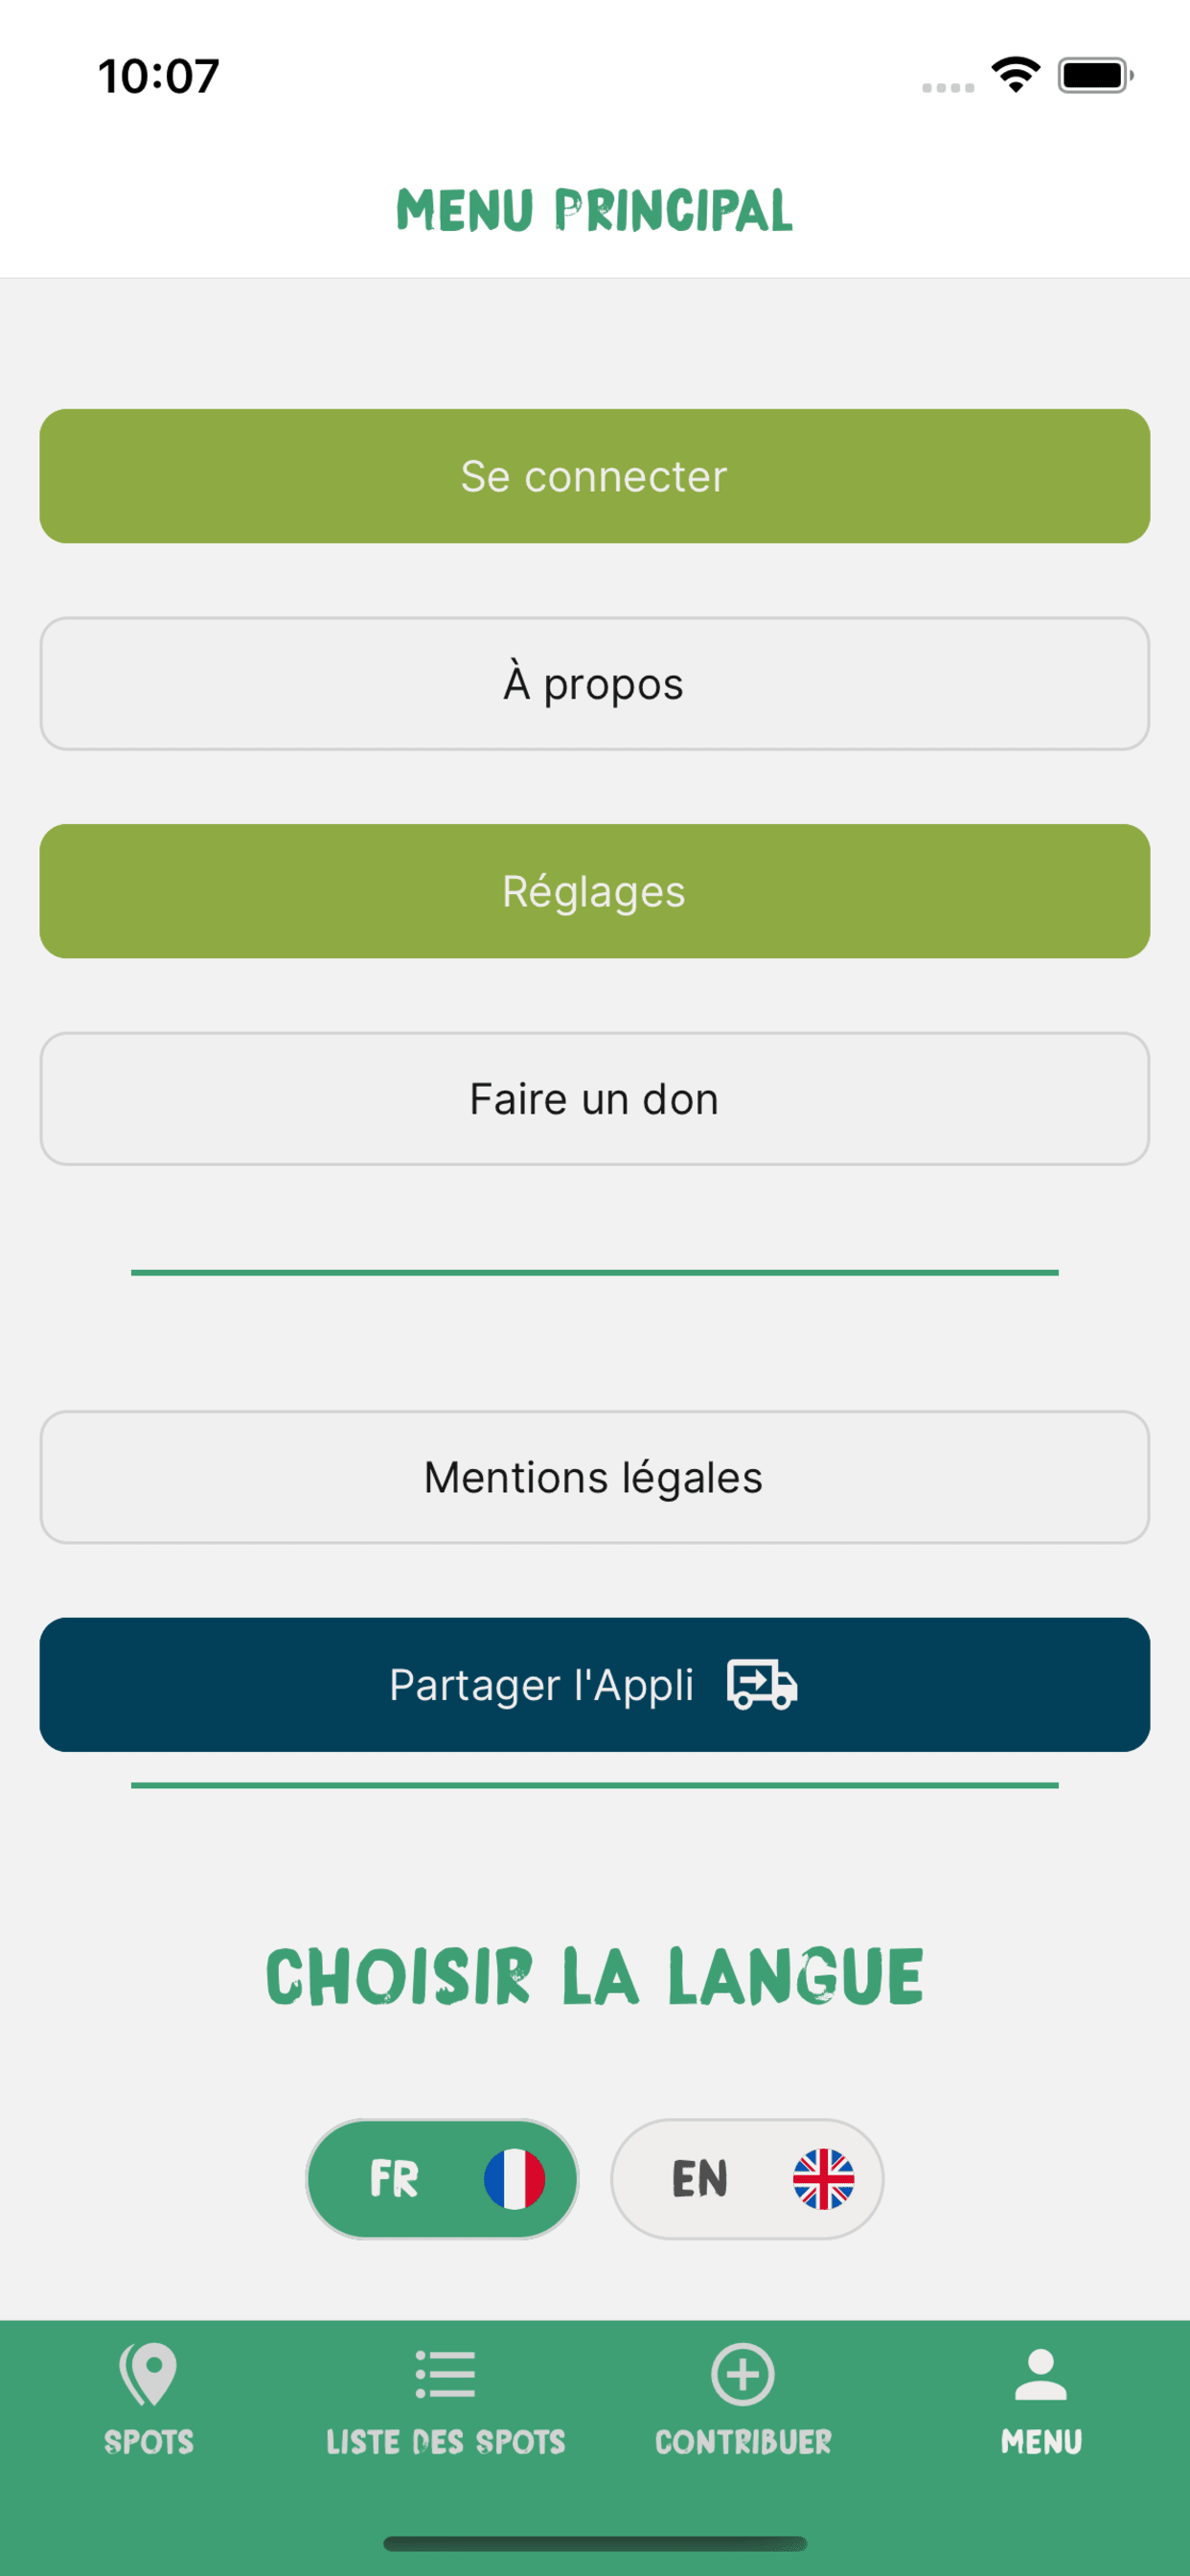 10:07
MENU PRINCIPAL
Se connecter
À propos
Réglages
Faire un don
Mentions légales
Partager l'Appli
CHOISIR LA LANGUE
FR
EN
SPOTS
LISTE DES SPOTS
CONTRIBUER
MENU